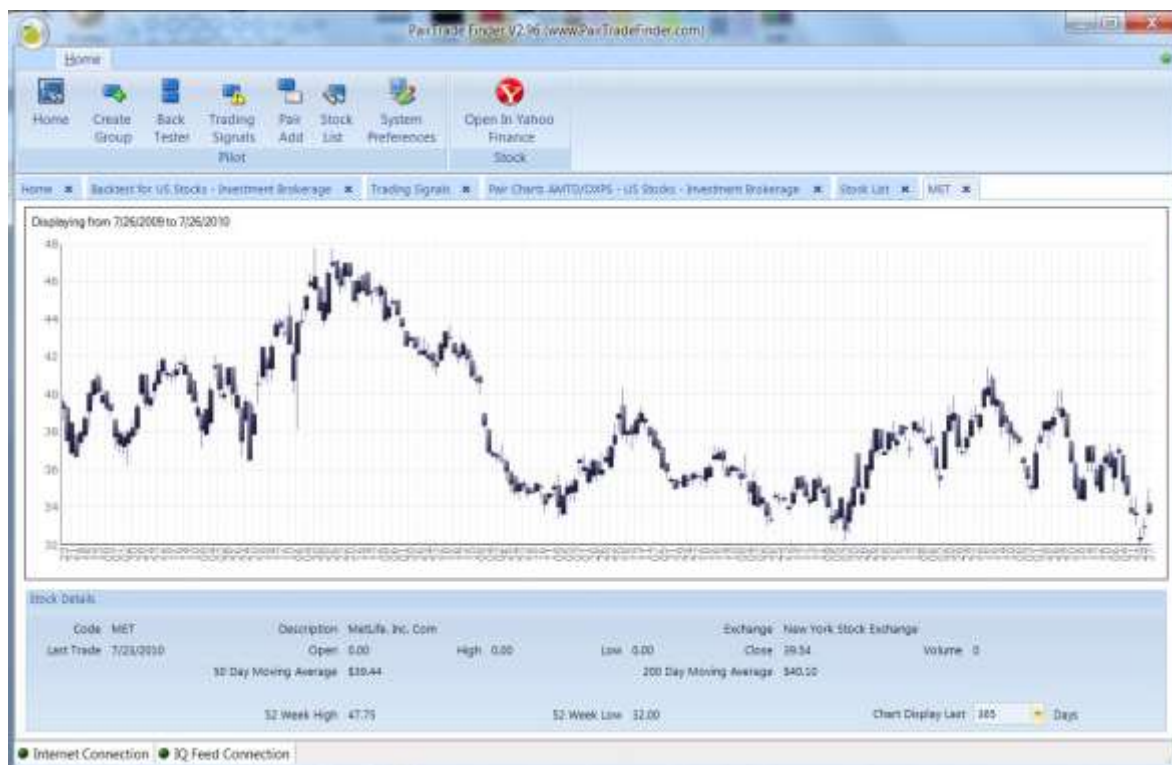 PairTrade Finder V2.96 (www.PairTradeFinder.com)
Home
Home Create Group Back Tester Trading Signals Pair Add Stock List System Preferences Open In Yahoo Finance
Pilot Stock
Home Backtest for US Stocks - Investment Brokerage Trading Signals Pair Charts AMTD/OXPS - US Stocks - Investment Brokerage Stock List MET
Displaying from 7/26/2009 to 7/26/2010
48
46
44
42
40
38
36
34
32
Stock Details
Code MET Description MetLife, Inc. Com Exchange New York Stock Exchange
Last Trade 7/23/2010 Open 0.00 High 0.00 Low 0.00 Close 39.54 Volume 0
50 Day Moving Average $39.44 200 Day Moving Average $40.10
52 Week High 47.75 52 Week Low 32.00 Chart Display Last 365 Days
Internet Connection IQ Feed Connection